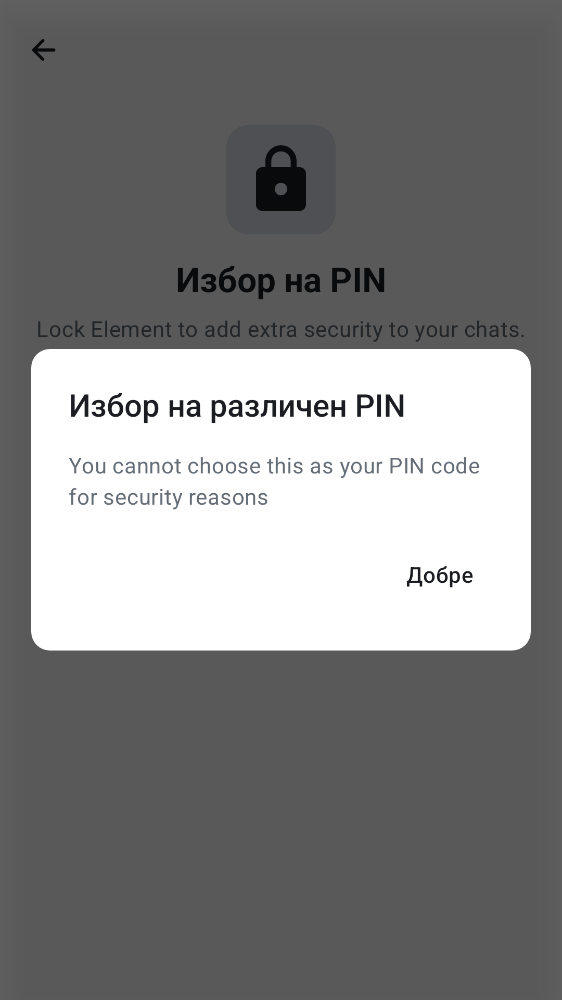 Избор на PIN
Lock Element to add extra security to your chats.
Избор на различен PIN
You cannot choose this as your PIN code
for security reasons
Добре